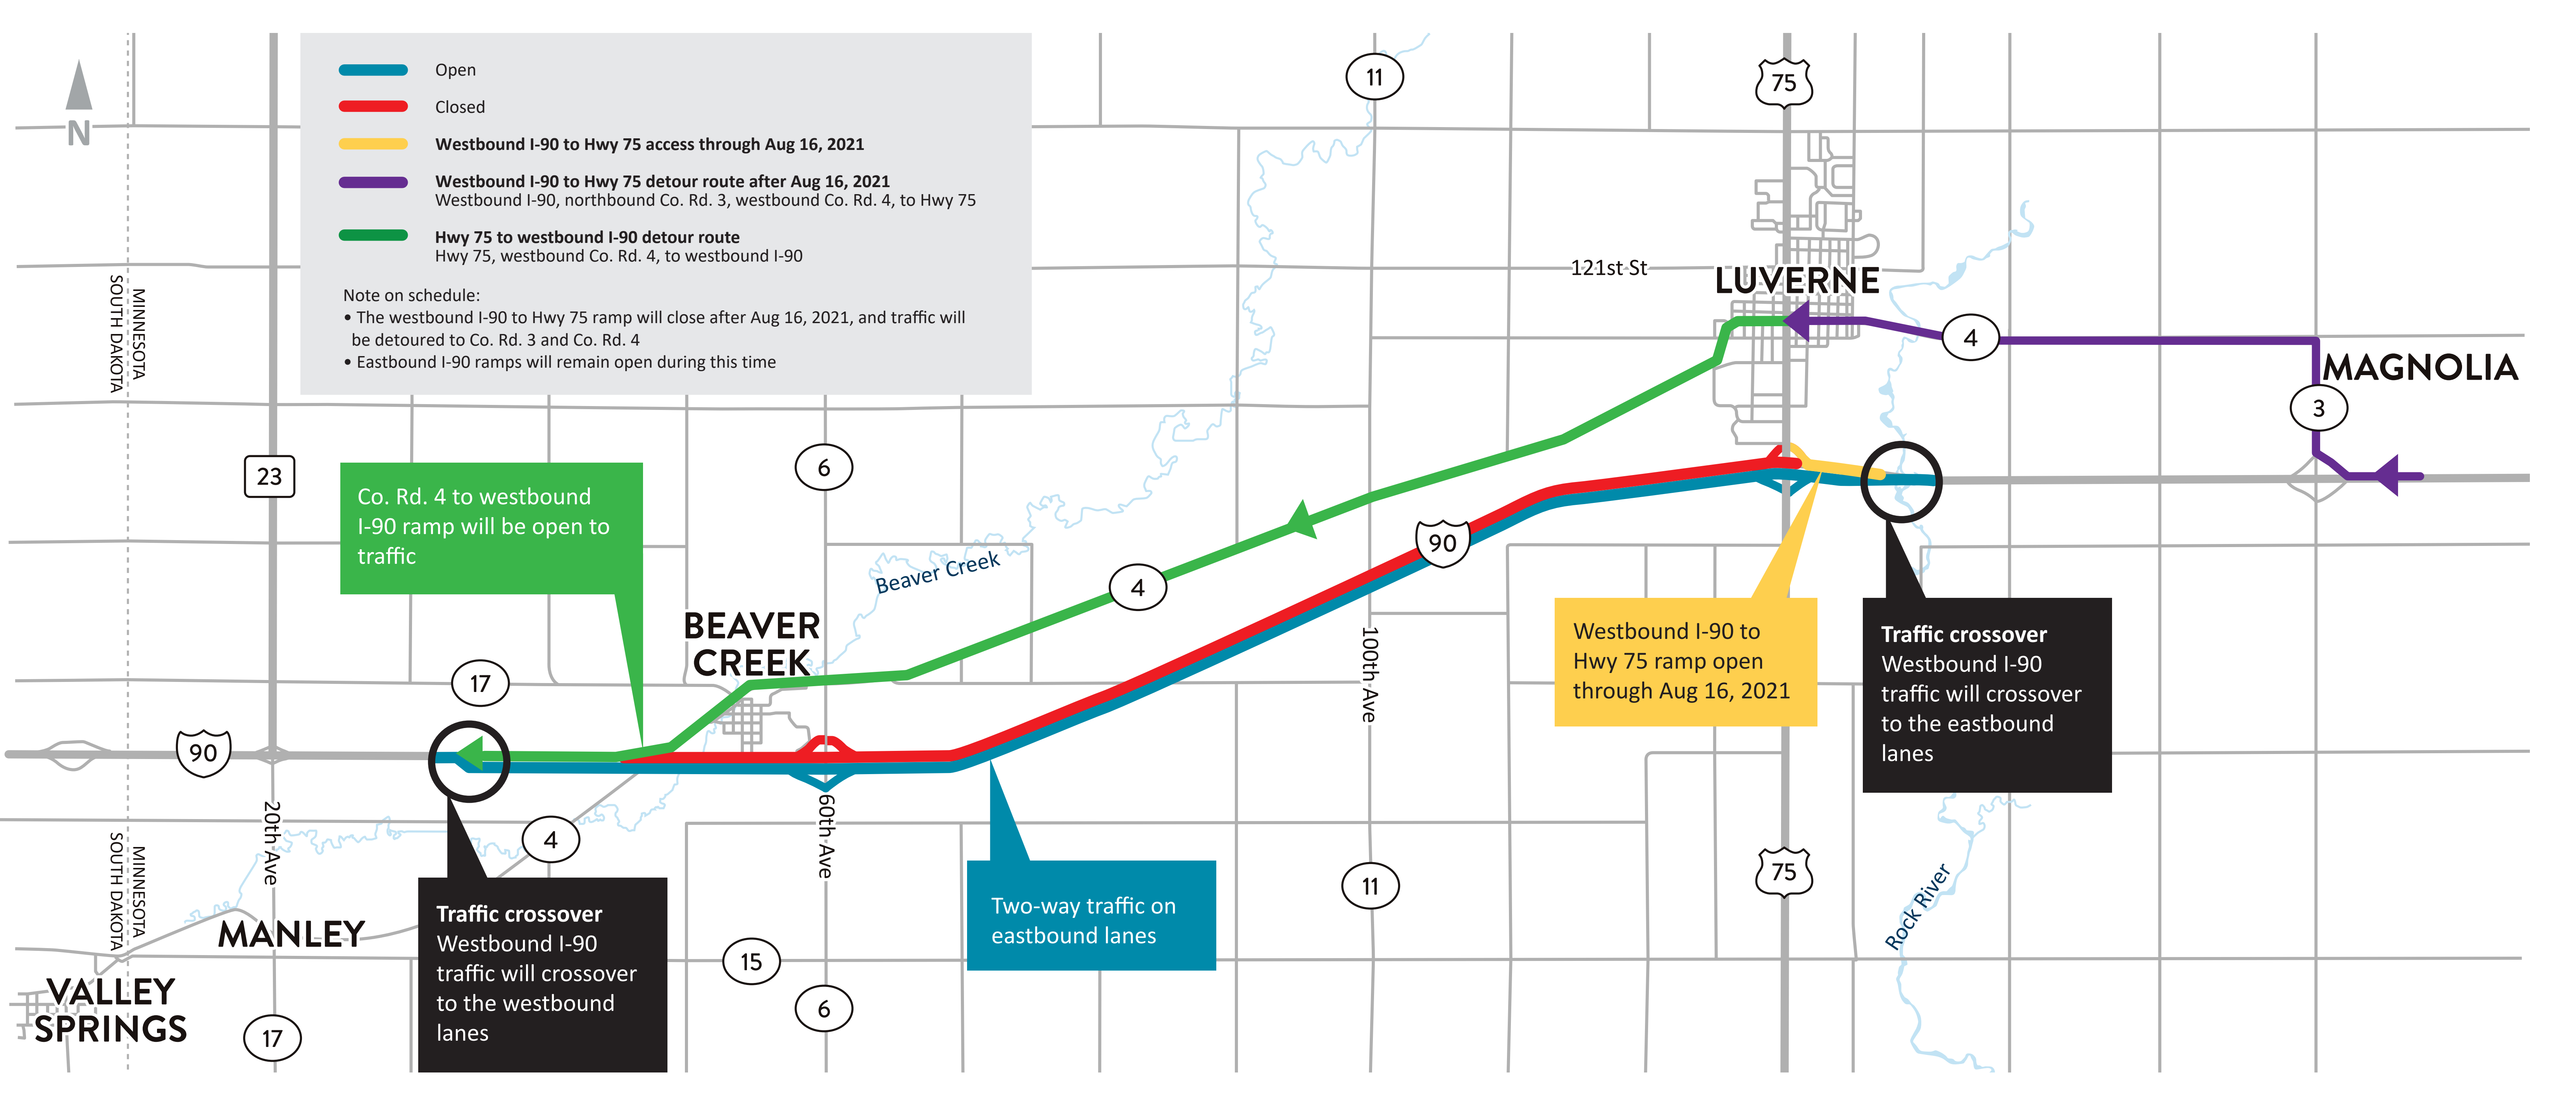 Open
Closed
Westbound I-90 to Hwy 75 access through Aug 16, 2021
Westbound I-90 to Hwy 75 detour route after Aug 16, 2021
Westbound I-90, northbound Co. Rd. 3, westbound Co. Rd. 4, to Hwy 75
Hwy 75 to westbound I-90 detour route
Hwy 75, westbound Co. Rd. 4, to westbound I-90
Note on schedule:
• The westbound I-90 to Hwy 75 ramp will close after Aug 16, 2021, and traffic will
be detoured to Co. Rd. 3 and Co. Rd. 4
• Eastbound I-90 ramps will remain open during this time
N
11
75
121st St
LUVERNE
MINNESOTA
SOUTH DAKOTA
4
MAGNOLIA
3
23
6
Co. Rd. 4 to westbound
I-90 ramp will be open to
traffic
90
Beaver Creek
4
BEAVER
CREEK
100th Ave
Westbound I-90 to
Hwy 75 ramp open
through Aug 16, 2021
Traffic crossover
Westbound I-90
traffic will crossover
to the eastbound
lanes
17
90
20th Ave
60th Ave
4
MINNESOTA
SOUTH DAKOTA
11
75
Two-way traffic on
eastbound lanes
Rock River
MANLEY
Traffic crossover
Westbound I-90
traffic will crossover
to the westbound
lanes
15
6
VALLEY
SPRINGS
17